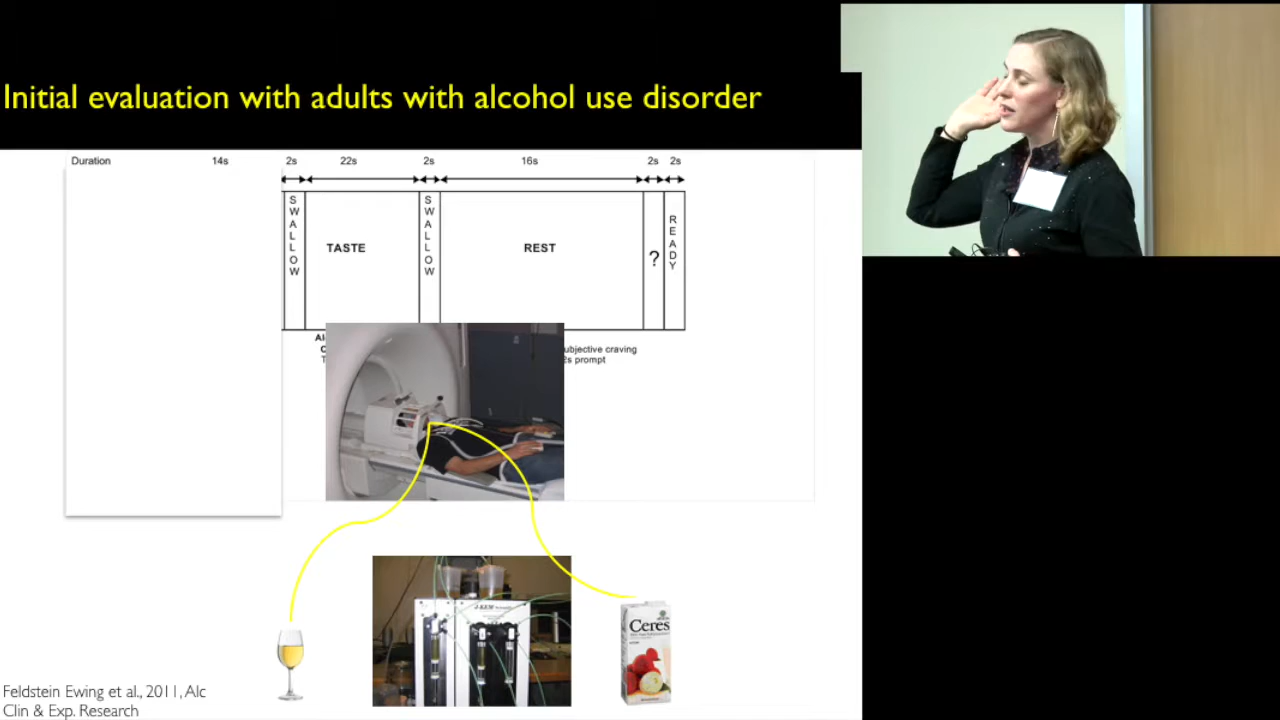 Initial evaluation with adults with alcohol use disorder
Duration 14s 2s 22s 2s 16s 2s 2s
SWALLOW
TASTE
SWALLOW
REST
?
READY
ubjective craving
2s prompt
Ceres
Feldstein Ewing et al., 2011, Alc
Clin & Exp. Research